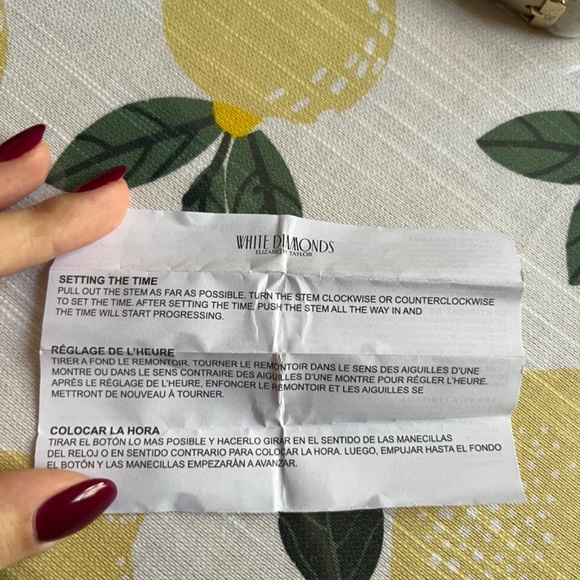 WHITE DIAMONDS
ELIZABETH TAYLOR
SETTING THE TIME
PULL OUT THE STEM AS FAR AS POSSIBLE. TURN THE STEM CLOCKWISE OR COUNTERCLOCKWISE
TO SET THE TIME. AFTER SETTING THE TIME, PUSH THE STEM ALL THE WAY IN AND
THE TIME WILL START PROGRESSING.
RÉGLAGE DE L'HEURE
TIRER A FOND LE REMONTOIR. TOURNER LE REMONTOIR DANS LE SENS DES AIGUILLES D'UNE
MONTRE OU DANS LE SENS CONTRAIRE DES AIGUILLES D'UNE MONTRE POUR RÉGLER L'HEURE.
APRÈS LE RÉGLAGE DE L'HEURE, ENFONCER LE REMONTOIR ET LES AIGUILLES SE
METTRONT DE NOUVEAU À TOURNER.
COLOCAR LA HORA
TIRAR EL BOTÓN LO MAS POSIBLE Y HACERLO GIRAR EN EL SENTIDO DE LAS MANECILLAS
DEL RELOJ O EN SENTIDO CONTRARIO PARA COLOCAR LA HORA. LUEGO, EMPUJAR HASTA EL FONDO
EL BOTÓN Y LAS MANECILLAS EMPEZARÀN A AVANZAR.